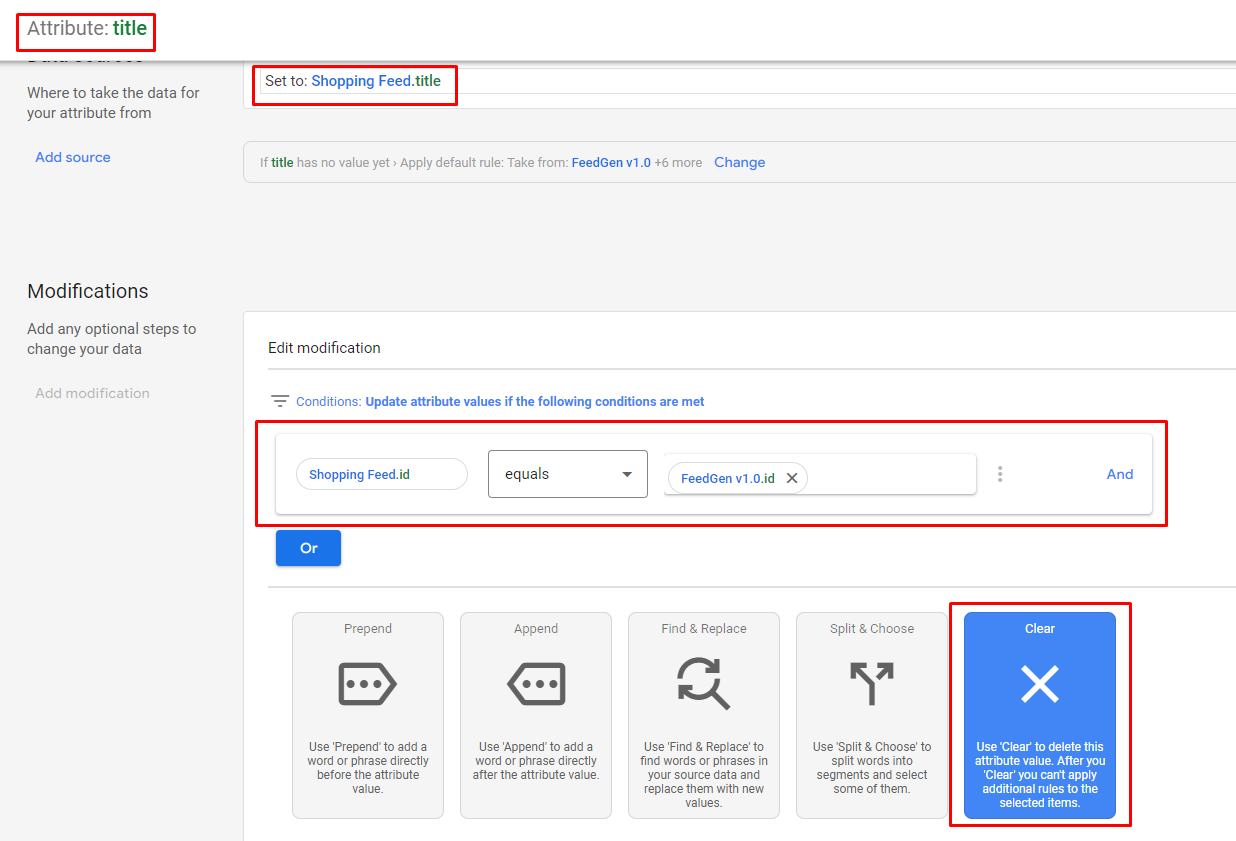 Attribute: title
Data sources
Where to take the data for
your attribute from
Add source
Set to: Shopping Feed.title
If title has no value yet › Apply default rule: Take from: FeedGen v1.0 +6 more Change
Modifications
Add any optional steps to
change your data
Add modification
Edit modification
Conditions: Update attribute values if the following conditions are met
Shopping Feed.id
equals
FeedGen v1.0.id
And
Or
Prepend
Use 'Prepend' to add a
word or phrase directly
before the attribute
value.
Append
Use 'Append' to add a
word or phrase directly
after the attribute value.
Find & Replace
Use 'Find & Replace' to
find words or phrases in
your source data and
replace them with new
values.
Split & Choose
Use 'Split & Choose' to
split words into
segments and select
some of them.
Clear
Use 'Clear' to delete this
attribute value. After you
'Clear' you can't apply
additional rules to the
selected items.